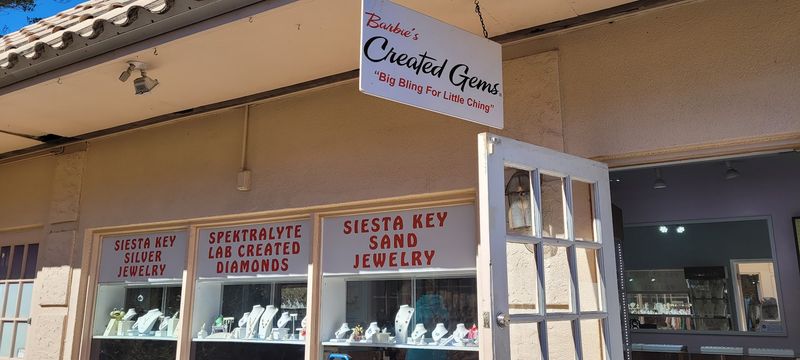 Barbie's
Created Gems
"Big Bling For Little Ching"
SIESTA KEY
SILVER
JEWELRY
SPEKTRALYTE
LAB CREATED
DIAMONDS
SIESTA KEY
SAND
JEWELRY